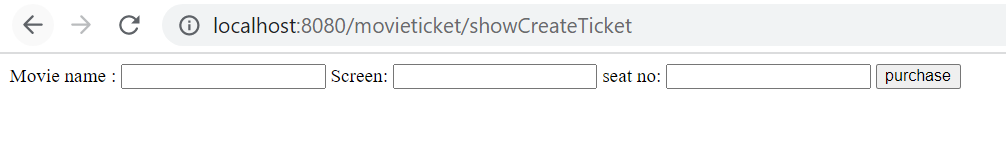 localhost:8080/movieticket/showCreateTicket
Movie name : Screen: seat no: purchase